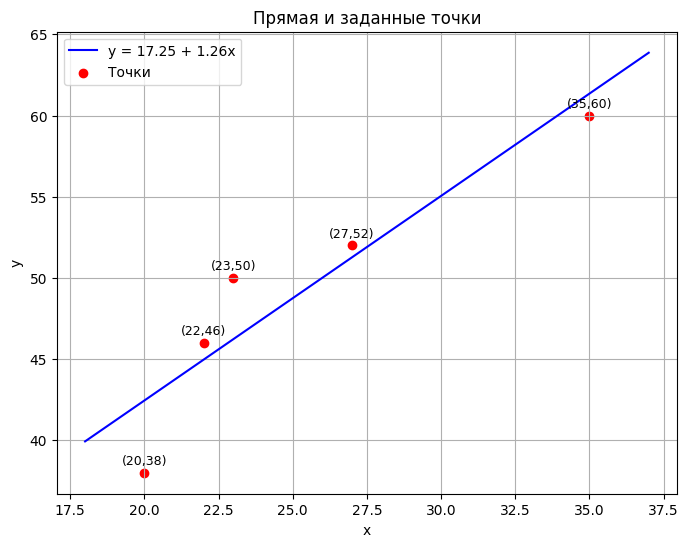 Прямая и заданные точки
y = 17.25 + 1.26x
Точки
65
60
55
50
45
40
y
(35,60)
(27,52)
(23,50)
(22,46)
(20,38)
17.5 20.0 22.5 25.0 27.5 30.0 32.5 35.0 37.5
x